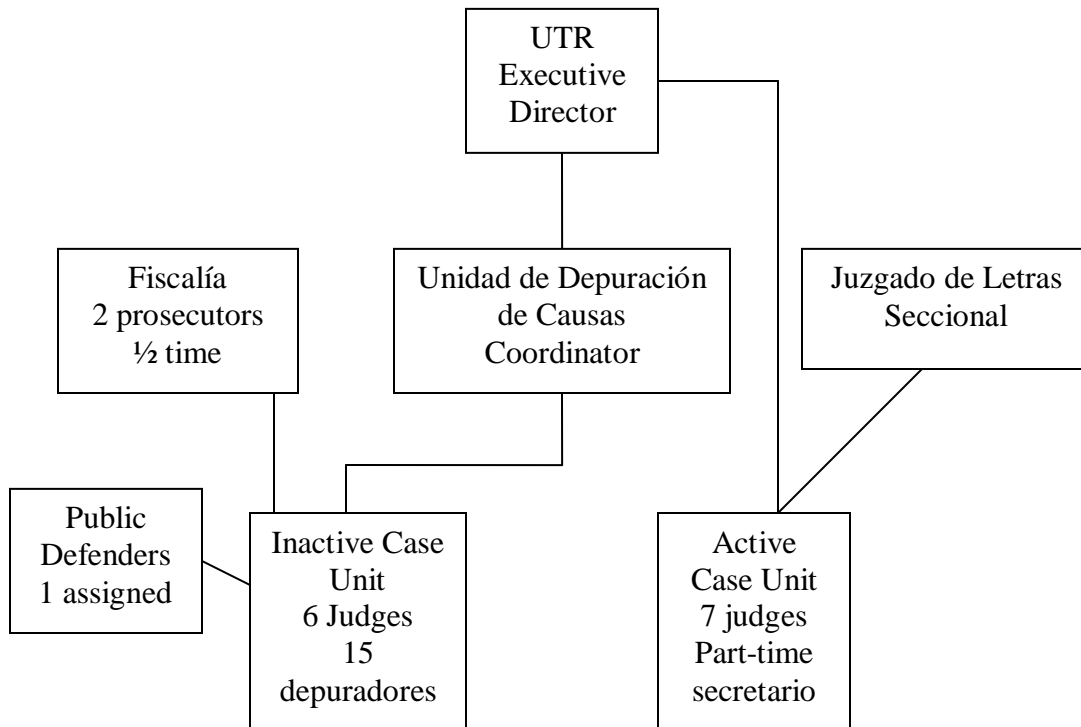 UTR
Executive
Director
Fiscalía
2 prosecutors
½ time
Unidad de Depuración
de Causas
Coordinator
Juzgado de Letras
Seccional
Public
Defenders
1 assigned
Inactive Case
Unit
6 Judges
15
depuradores
Active
Case Unit
7 judges
Part-time
secretario